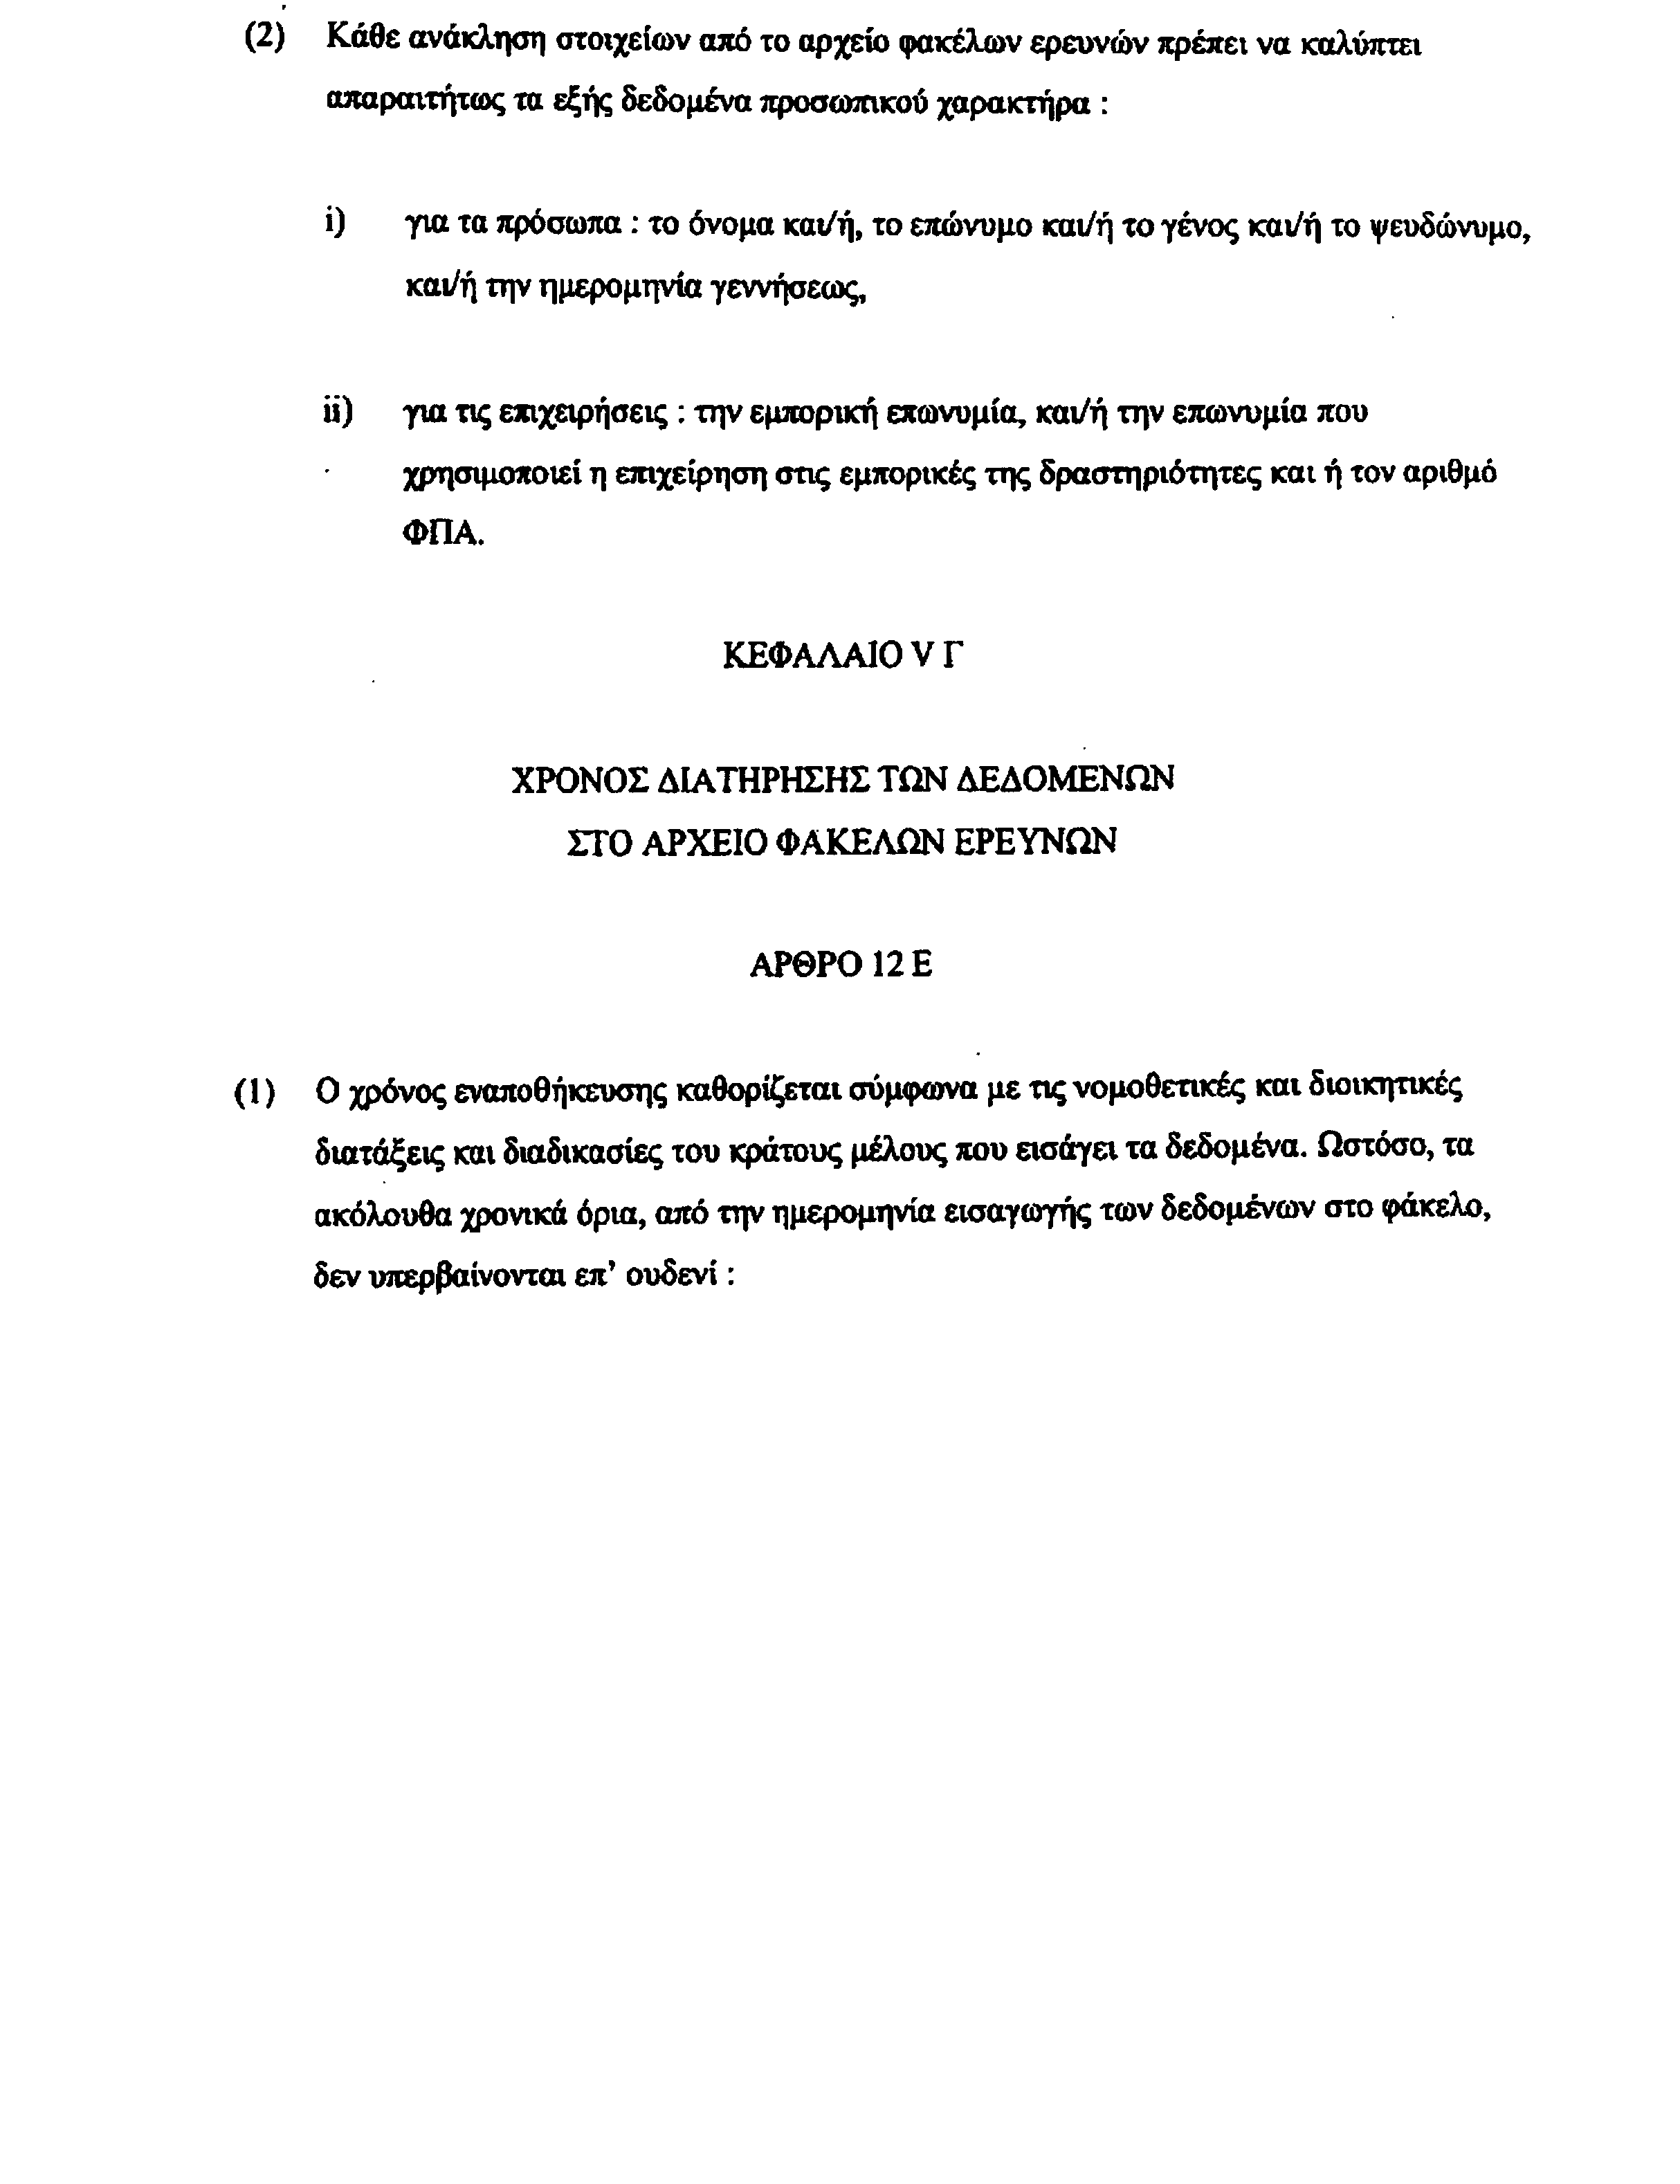 (2) Κάθε ανάκληση στοιχείων από το αρχείο φακέλων ερευνών πρέπει να καλύπτει
απαραιτήτως τα εξής δεδομένα προσωπικού χαρακτήρα :
i) για τα πρόσωπα : το όνομα και/ή, το επώνυμο και/ή το γένος και/ή το ψευδώνυμο,
και/ή την ημερομηνία γεννήσεως,
ii) για τις επιχειρήσεις : την εμπορική επωνυμία, και/ή την επωνυμία που
χρησιμοποιεί η επιχείρηση στις εμπορικές της δραστηριότητες και ή τον αριθμό
ΦΠΑ.
ΚΕΦΑΛΑΙΟ V Γ
ΧΡΟΝΟΣ ΔΙΑΤΗΡΗΣΗΣ ΤΩΝ ΔΕΔΟΜΕΝΩΝ
ΣΤΟ ΑΡΧΕΙΟ ΦΑΚΕΛΩΝ ΕΡΕΥΝΩΝ
ΑΡΘΡΟ 12 Ε
(1) Ο χρόνος εναποθήκευσης καθορίζεται σύμφωνα με τις νομοθετικές και διοικητικές
διατάξεις και διαδικασίες του κράτους μέλους που εισάγει τα δεδομένα. Ωστόσο, τα
ακόλουθα χρονικά όρια, από την ημερομηνία εισαγωγής των δεδομένων στο φάκελο,
δεν υπερβαίνονται επ' ουδενί :